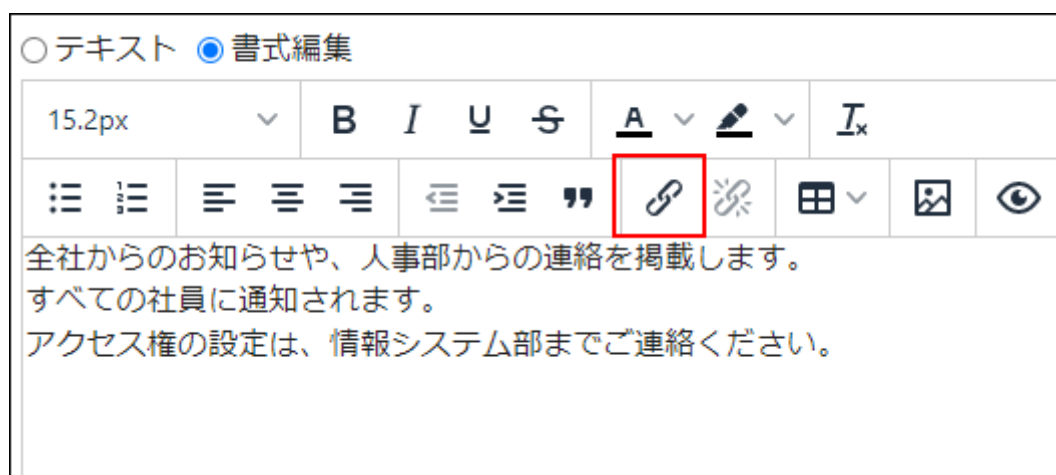 テキスト 書式編集
15.2px B I U S A
全社からのお知らせや、人事部からの連絡を掲載します。
すべての社員に通知されます。
アクセス権の設定は、情報システム部までご連絡ください。